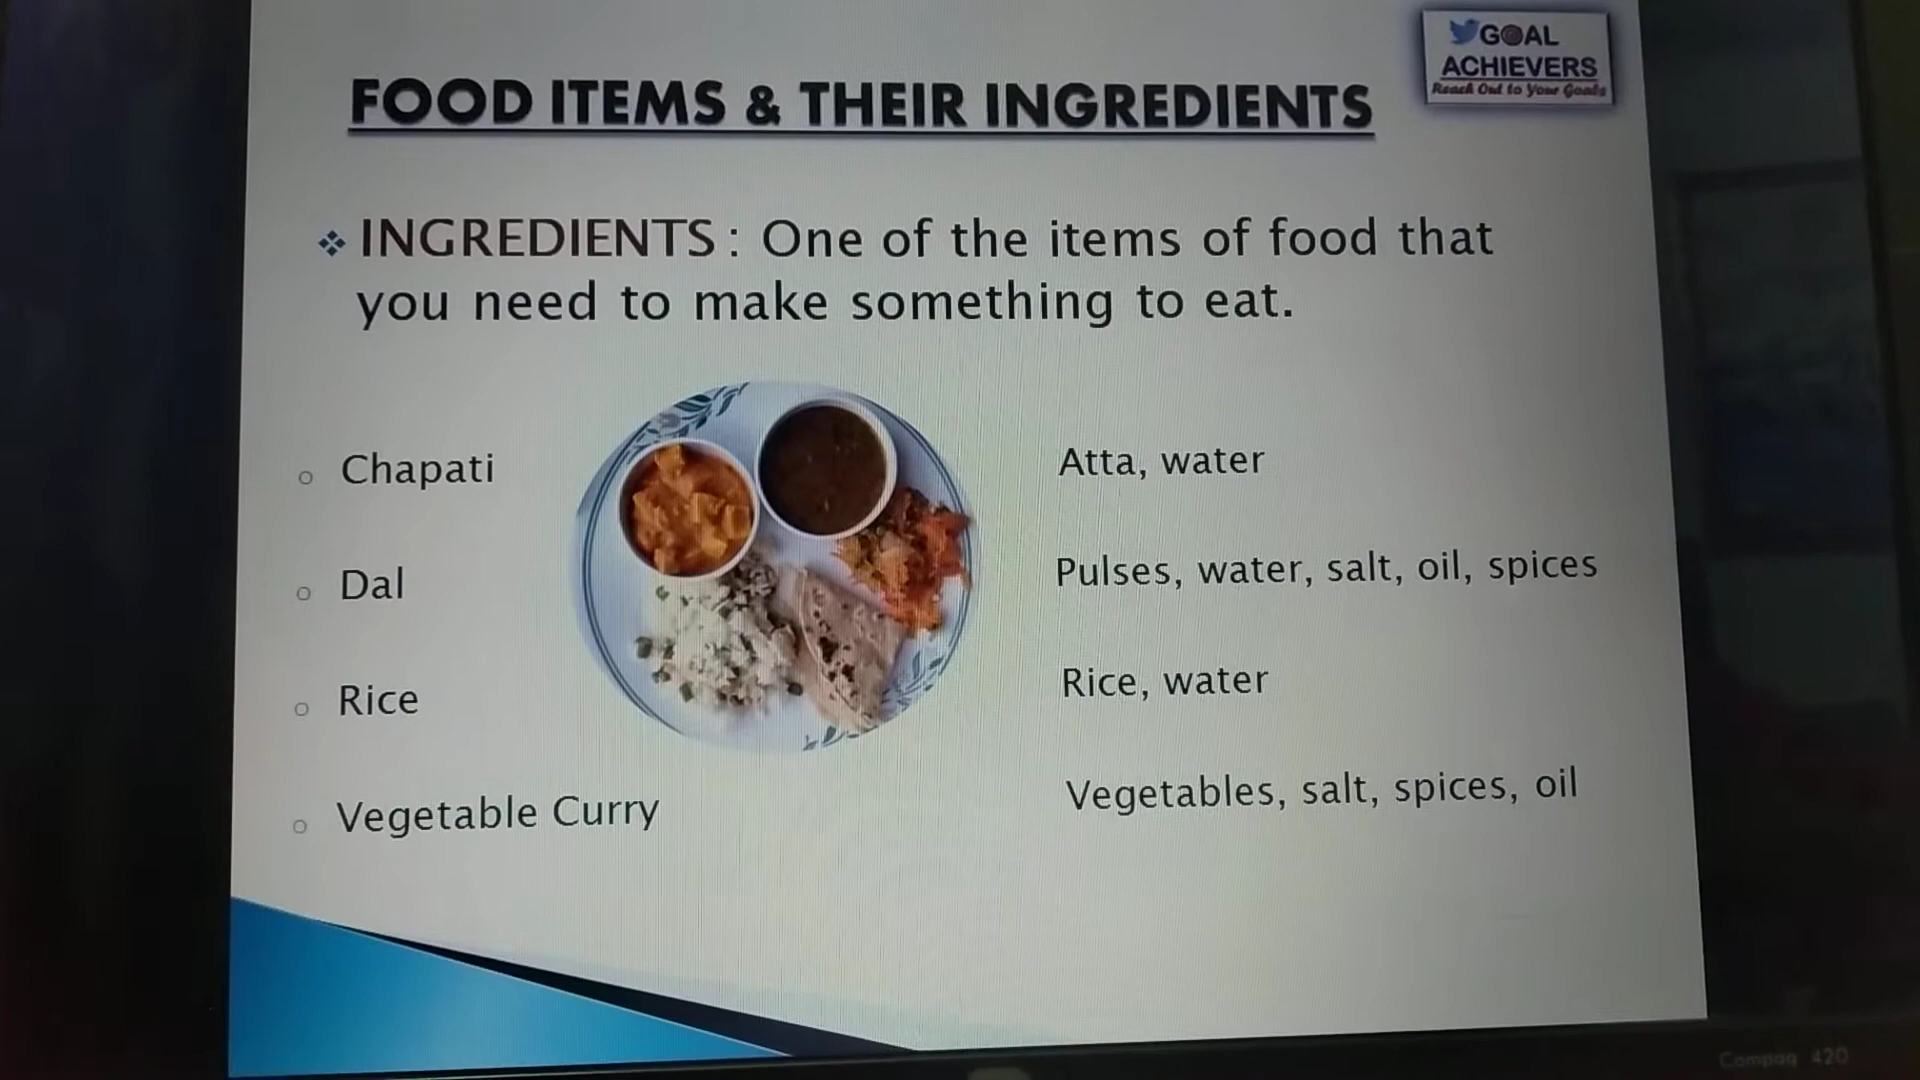 GOAL
ACHIEVERS
Reach Out to Your Goals
FOOD ITEMS & THEIR INGREDIENTS
❖ INGREDIENTS : One of the items of food that
you need to make something to eat.
o Chapati
Atta, water
o Dal
Pulses, water, salt, oil, spices
o Rice
Rice, water
o Vegetable Curry
Vegetables, salt, spices, oil
Compaq 420